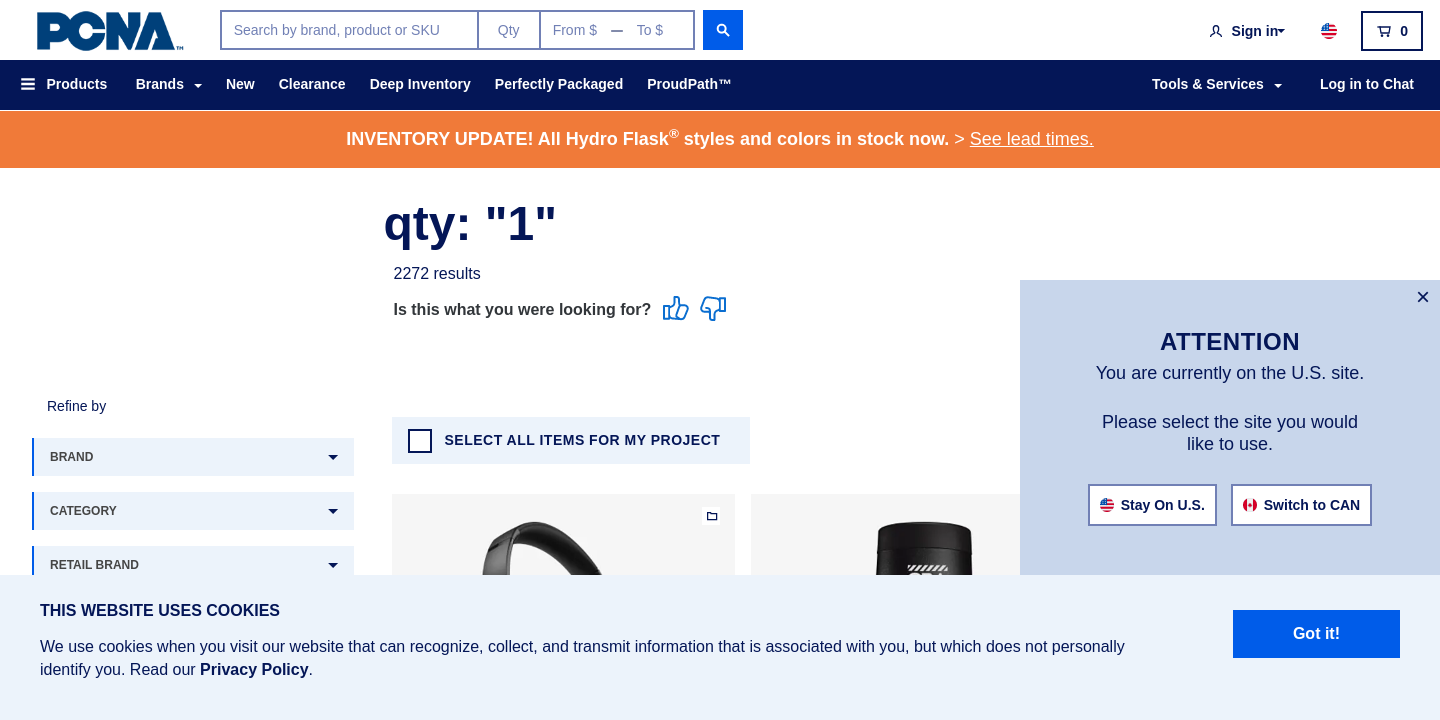 PCNA™
Search by brand, product or SKU
Qty
From $ — To $
Sign in
0
Products
Brands
New
Clearance
Deep Inventory
Perfectly Packaged
ProudPath™
Tools & Services
Log in to Chat
INVENTORY UPDATE! All Hydro Flask® styles and colors in stock now. > See lead times.
qty: "1"
2272 results
Is this what you were looking for?
×
ATTENTION
You are currently on the U.S. site.
Please select the site you would
like to use.
Stay On U.S.
Switch to CAN
Refine by
BRAND
CATEGORY
RETAIL BRAND
SELECT ALL ITEMS FOR MY PROJECT
THIS WEBSITE USES COOKIES
We use cookies when you visit our website that can recognize, collect, and transmit information that is associated with you, but which does not personally
identify you. Read our Privacy Policy.
Got it!